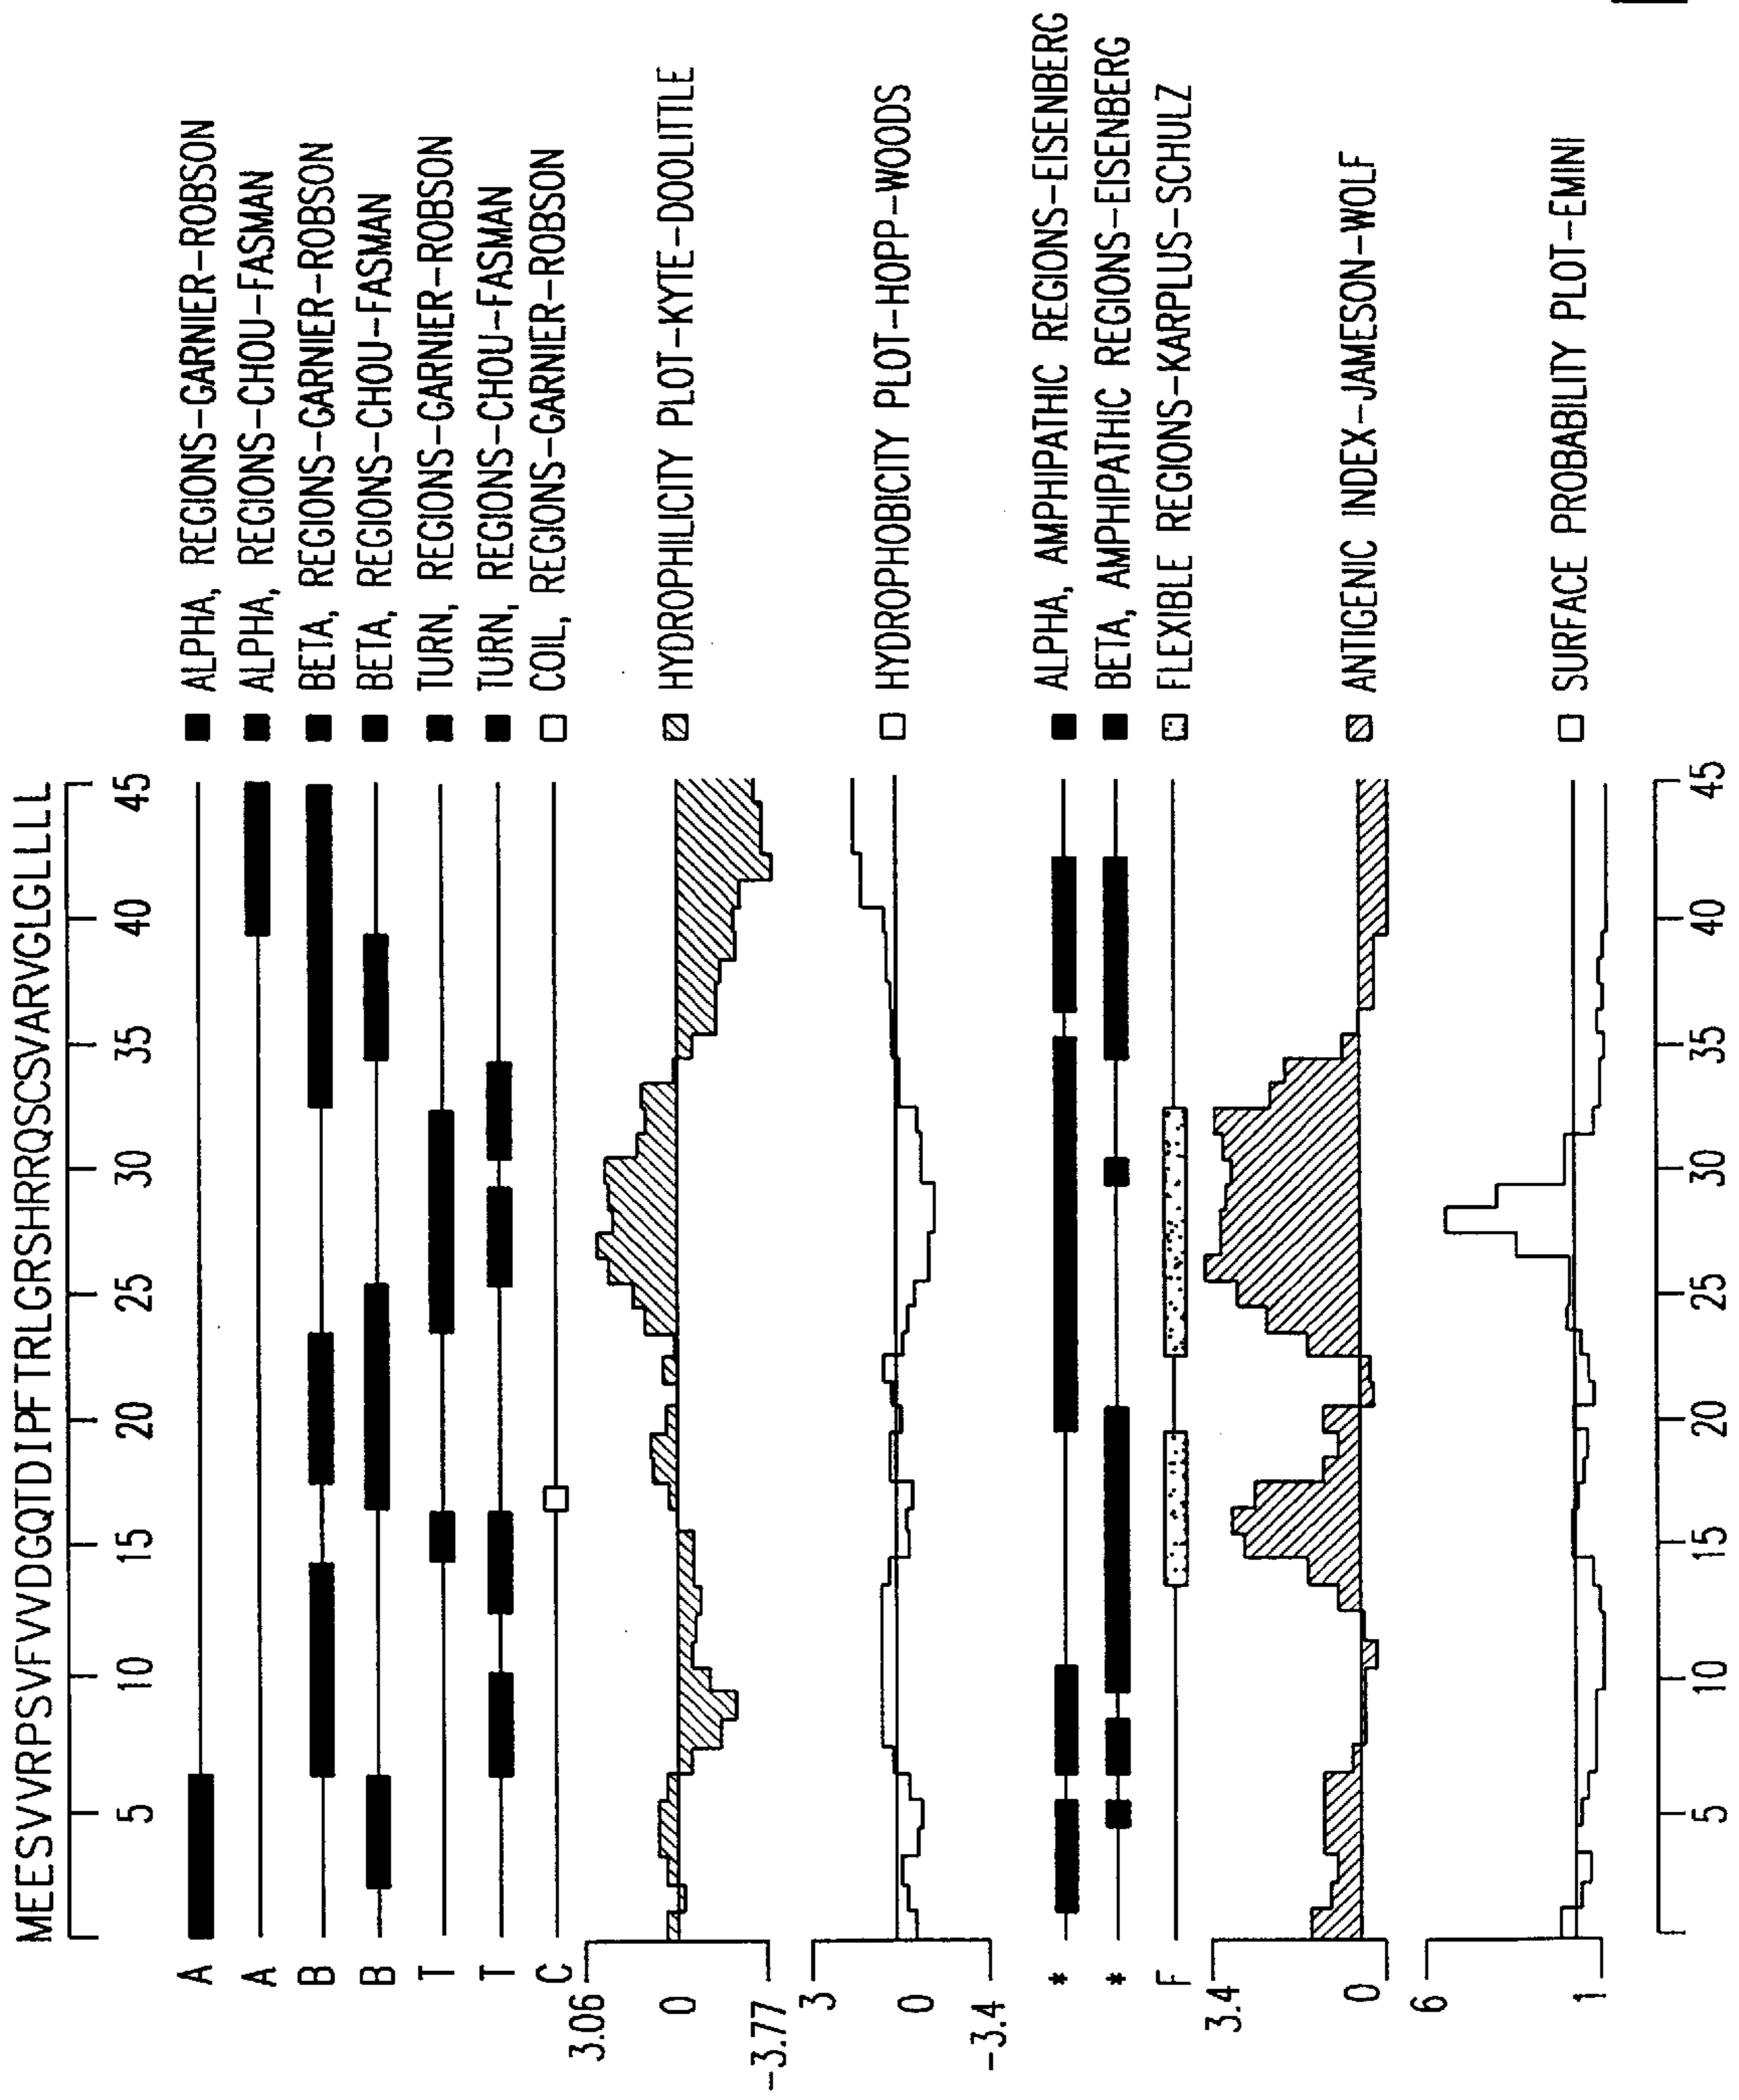 MEESVVRPSVFVVDGQTDIPFTRLGRSHRRQSCSVARVGLGLLLL
5 10 15 20 25 30 35 40 45
A ALPHA, REGIONS-GARNIER-ROBSON
A ALPHA, REGIONS-CHOU-FASMAN
B BETA, REGIONS-GARNIER-ROBSON
B BETA, REGIONS-CHOU-FASMAN
T TURN, REGIONS-GARNIER-ROBSON
T TURN, REGIONS-CHOU-FASMAN
C COIL, REGIONS-GARNIER-ROBSON
3.06
0 HYDROPHILICITY PLOT-KYTE-DOOLITTLE
-3.77
3
0 HYDROPHOBICITY PLOT-HOPP-WOODS
-3.4
* ALPHA, AMPHIPATHIC REGIONS-EISENBERG
* BETA, AMPHIPATHIC REGIONS-EISENBERG
F FLEXIBLE REGIONS-KARPLUS-SCHULZ
3.4
0 ANTIGENIC INDEX-JAMESON-WOLF
6
SURFACE PROBABILITY PLOT-EMINI
1
5 10 15 20 25 30 35 40 45